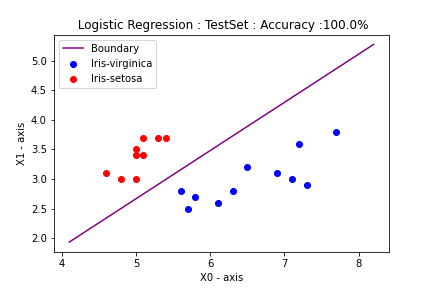 Logistic Regression : TestSet : Accuracy :100.0%
Boundary
Iris-virginica
Iris-setosa
5.0
4.5
4.0
3.5
3.0
2.5
2.0
X1 - axis
4 5 6 7 8
X0 - axis